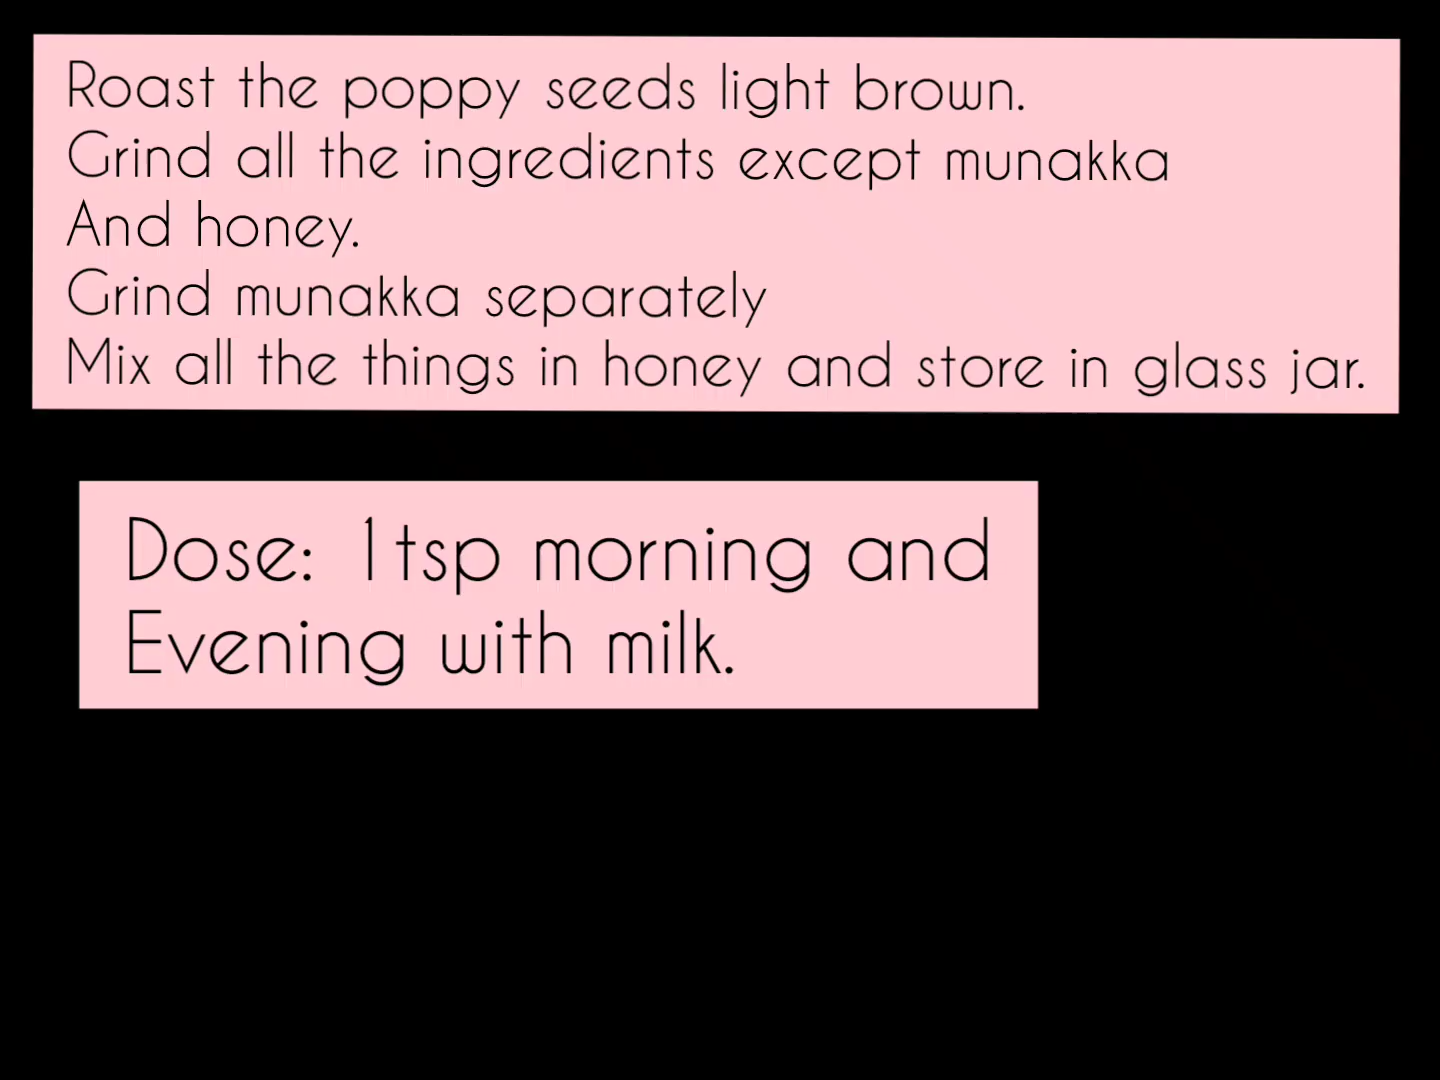 Roast the poppy seeds light brown.
Grind all the ingredients except munakka
And honey.
Grind munakka separately
Mix all the things in honey and store in glass jar.
Dose: 1tsp morning and
Evening with milk.